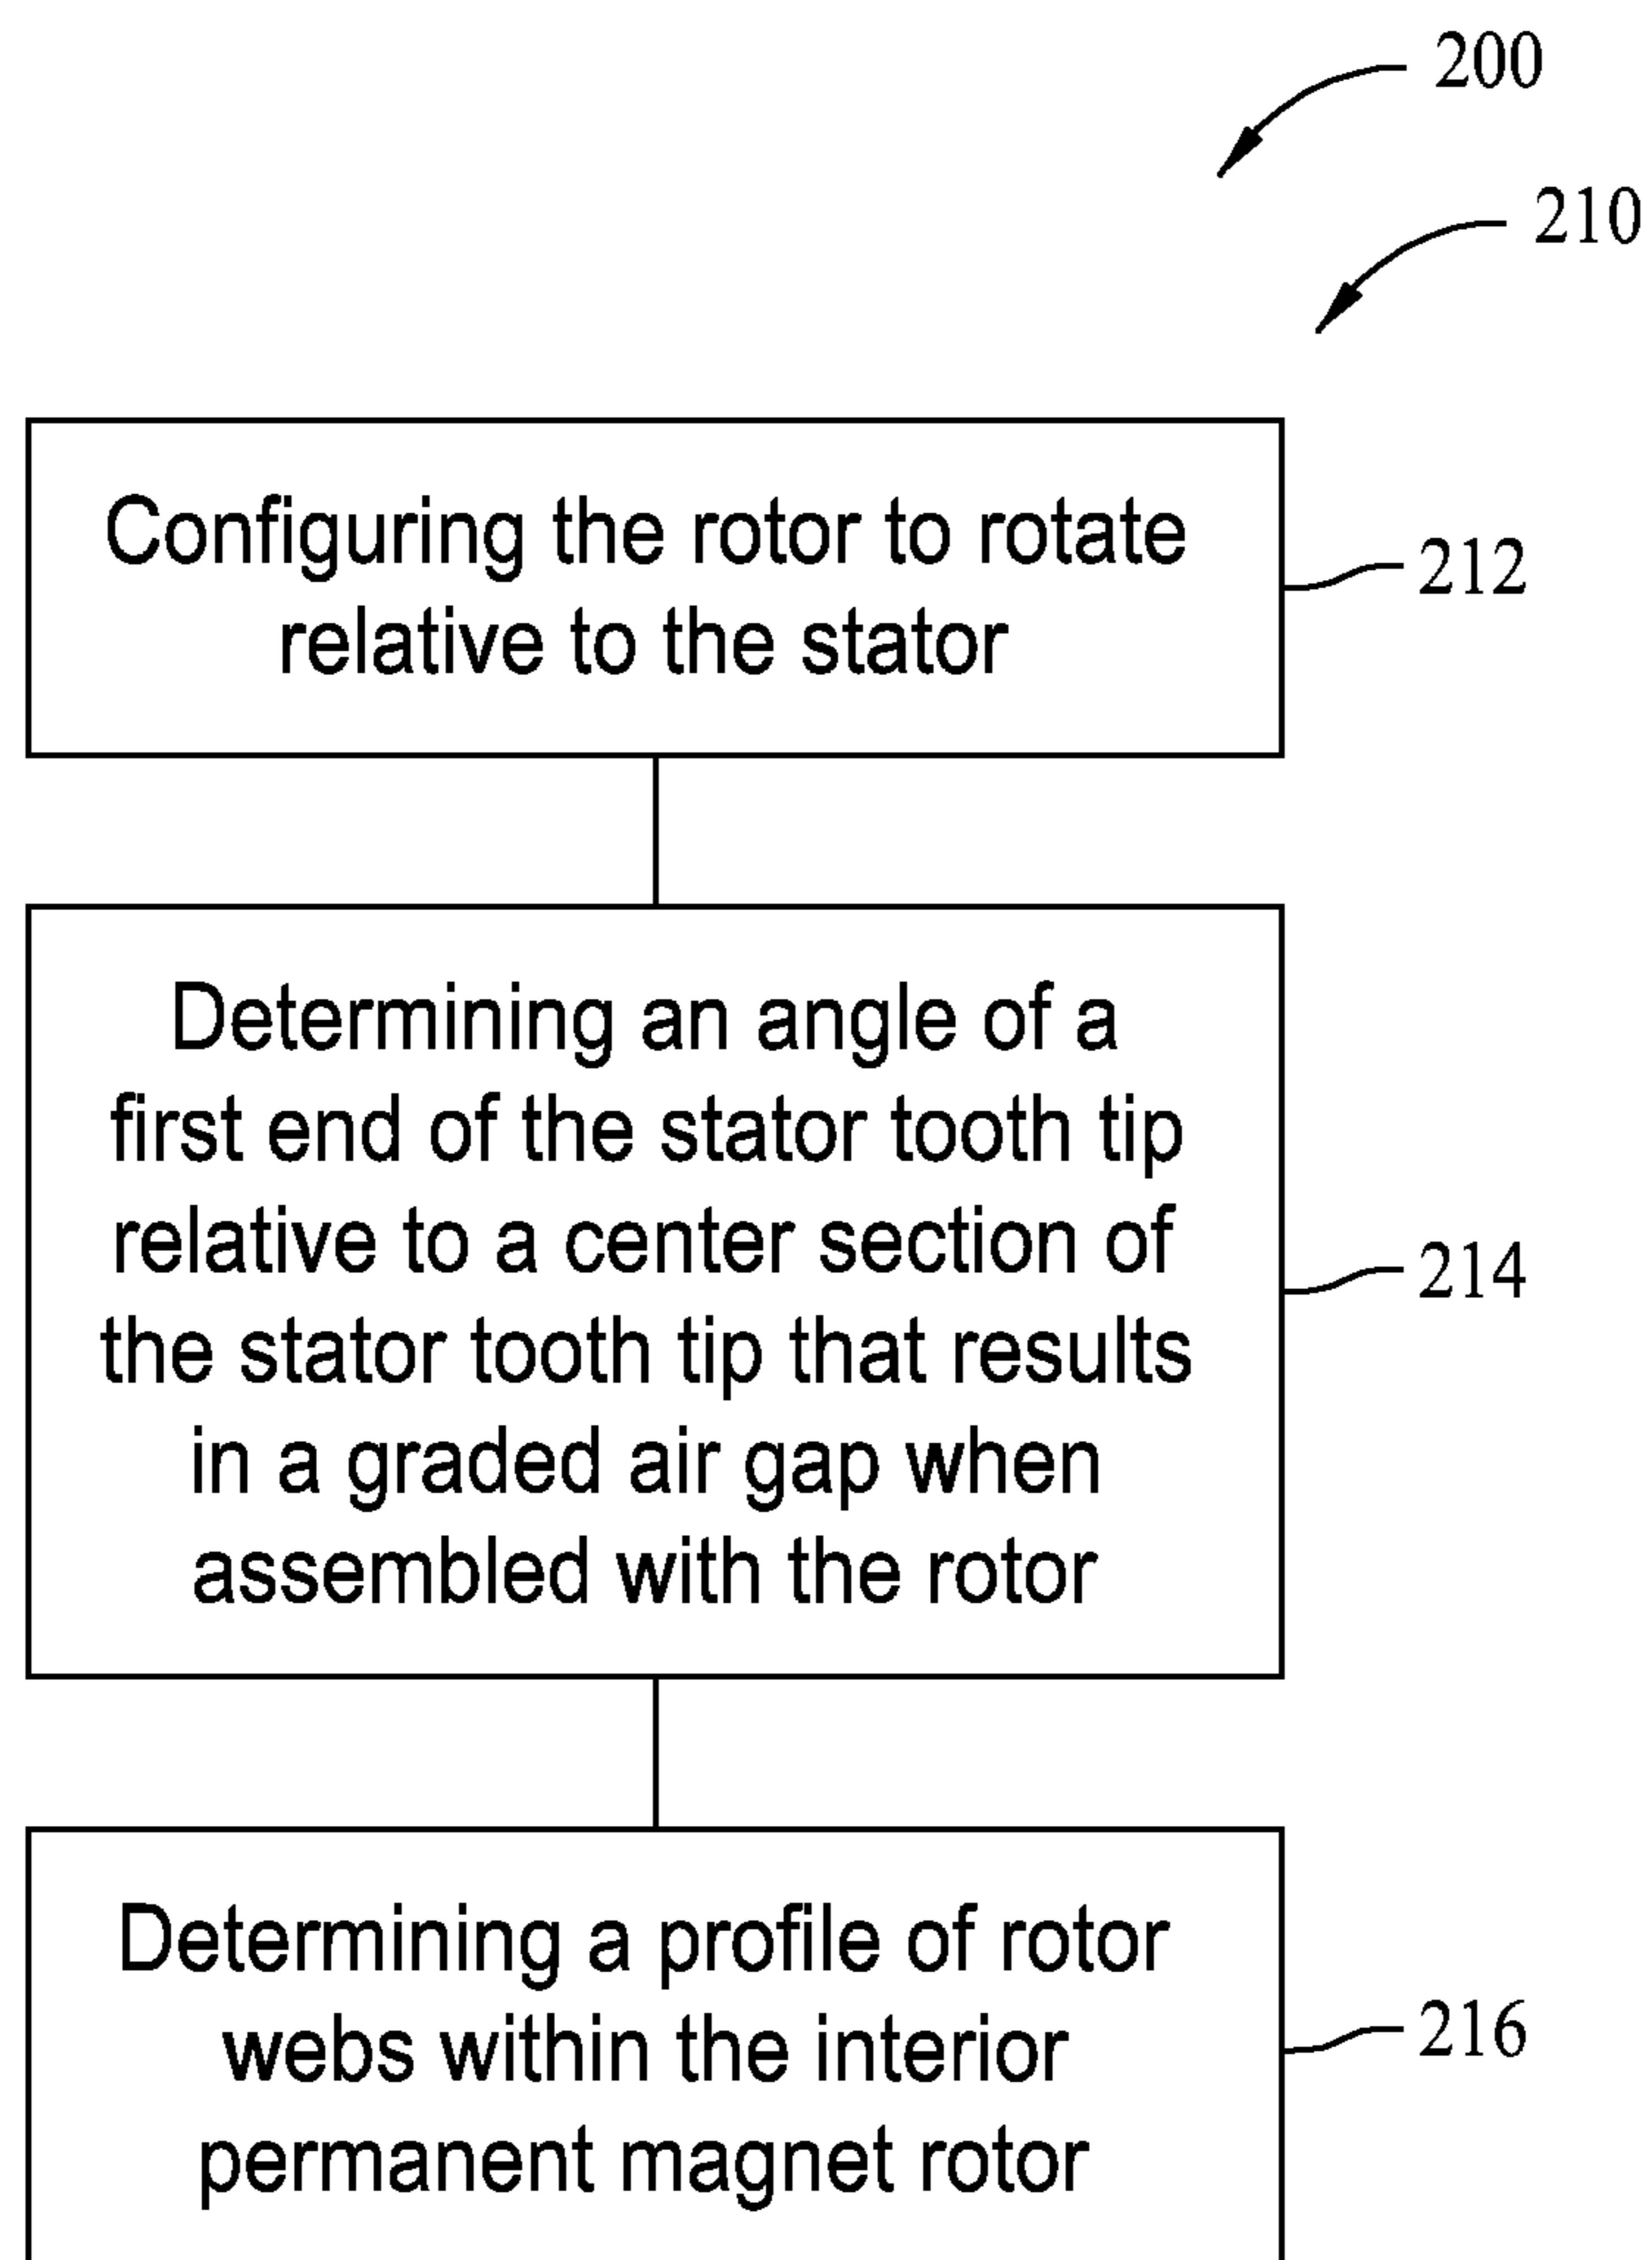 200
210
Configuring the rotor to rotate
relative to the stator
212
Determining an angle of a
first end of the stator tooth tip
relative to a center section of
the stator tooth tip that results
in a graded air gap when
assembled with the rotor
214
Determining a profile of rotor
webs within the interior
permanent magnet rotor
216